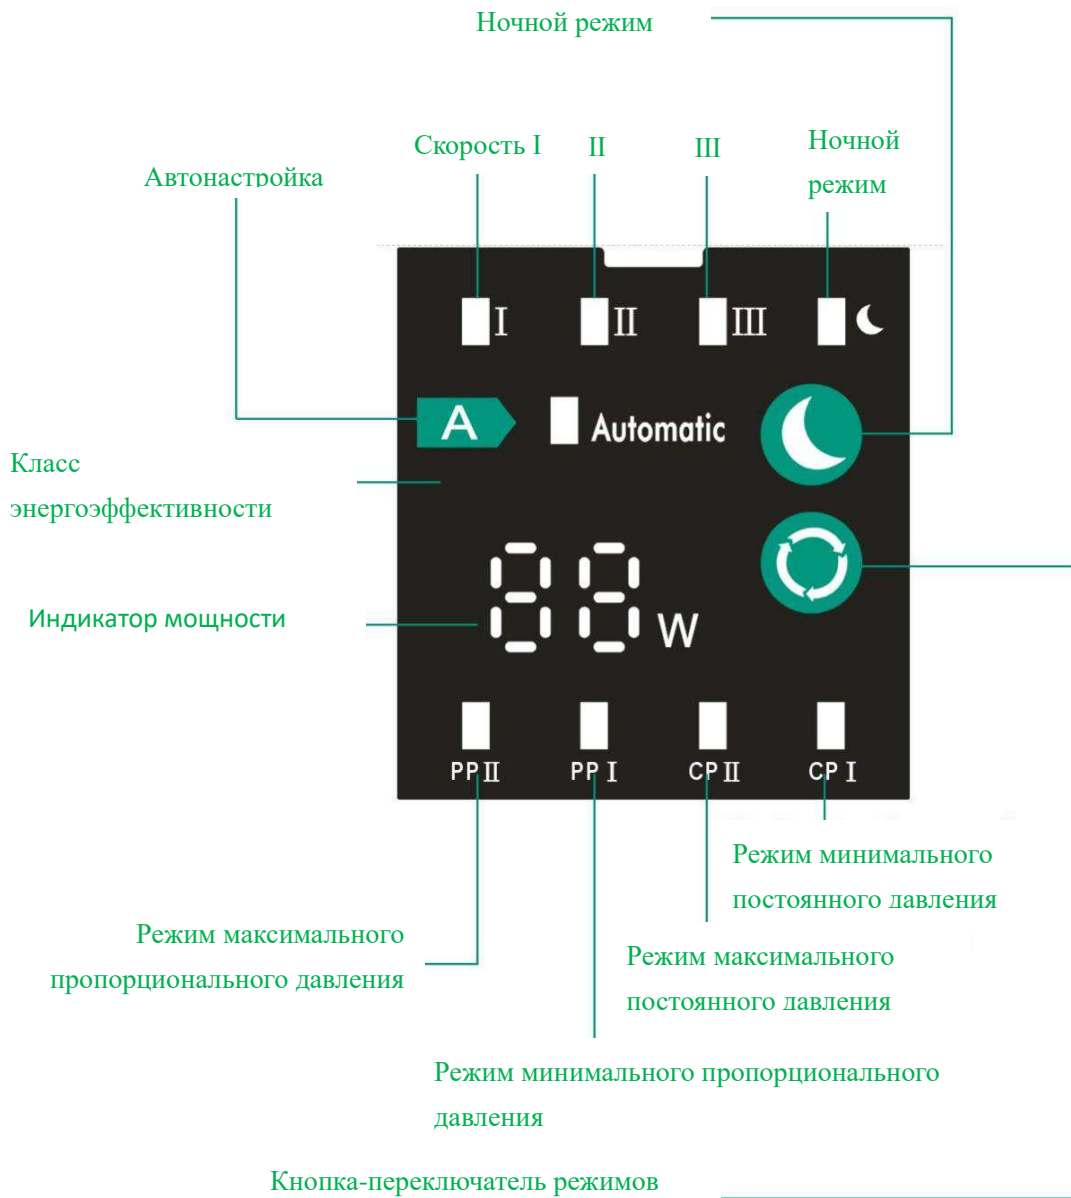 Ночной режим
Скорость I
II
III
Ночной
режим
Автонастройка
I
II
III
A
Automatic
Класс
энергоэффективности
88 W
Индикатор мощности
PP II
PP I
CP II
CP I
Режим минимального
постоянного давления
Режим максимального
пропорционального давления
Режим максимального
постоянного давления
Режим минимального пропорционального
давления
Кнопка-переключатель режимов